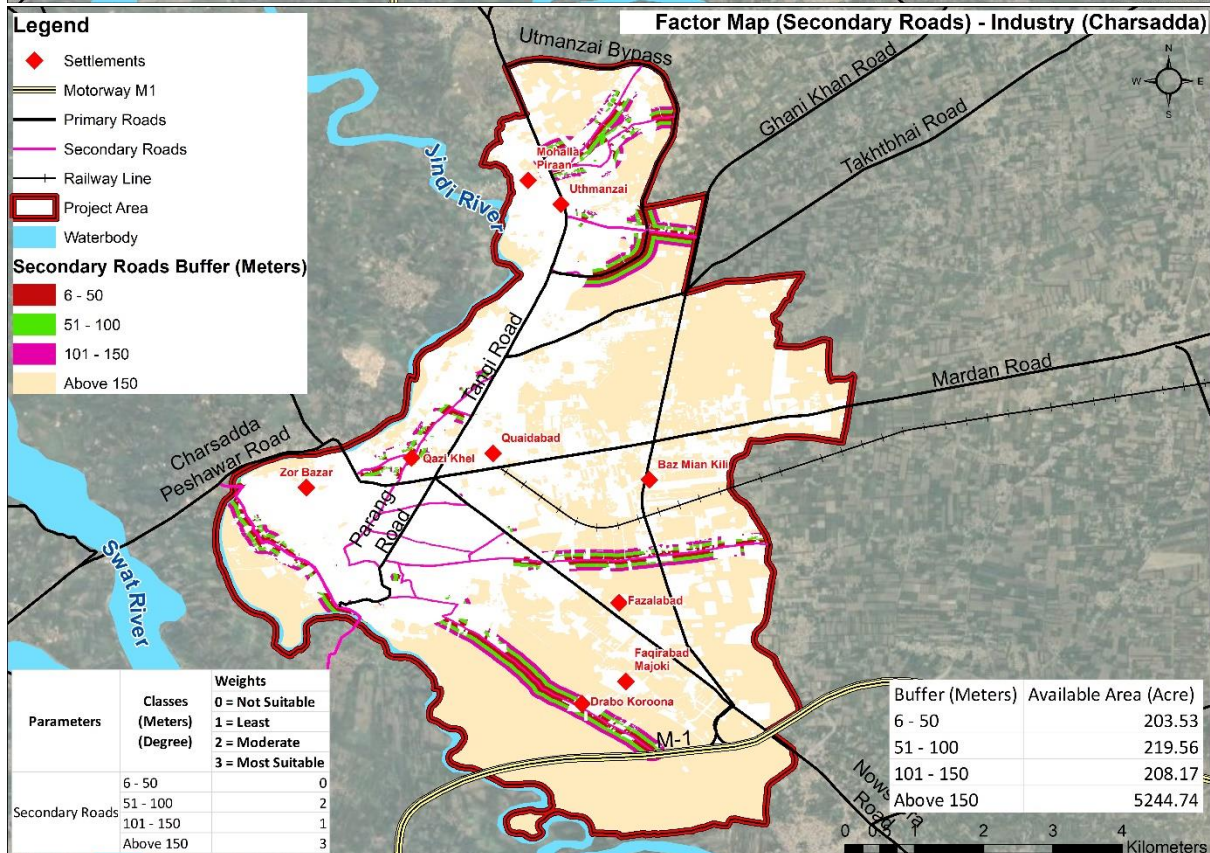 Factor Map (Secondary Roads) - Industry (Charsadda)
Legend
Settlements
Motorway M1
Primary Roads
Secondary Roads
Railway Line
Project Area
Waterbody
Secondary Roads Buffer (Meters)
6 - 50
51 - 100
101 - 150
Above 150
N
W E
S
Utmanzai Bypass
Ghani Khan Road
Takhtbhai Road
Mohalla
Piraan
Uthmanzai
Jindi River
Tangi Road
Mardan Road
Charsadda
Peshawar Road
Quaidabad
Qazi Khel
Zor Bazar
Baz Mian Kili
Parang
Road
Swat River
Fazalabad
Faqirabad
Majoki
Drabo Koroona
M-1
Road
Parameters Classes (Meters) (Degree) Weights
0 = Not Suitable
1 = Least
2 = Moderate
3 = Most Suitable
Secondary Roads
6 - 50 0
51 - 100 2
101 - 150 1
Above 150 3
Buffer (Meters) Available Area (Acre)
6 - 50 203.53
51 - 100 219.56
101 - 150 208.17
Above 150 5244.74
0 0.5 1 2 3 4
Kilometers